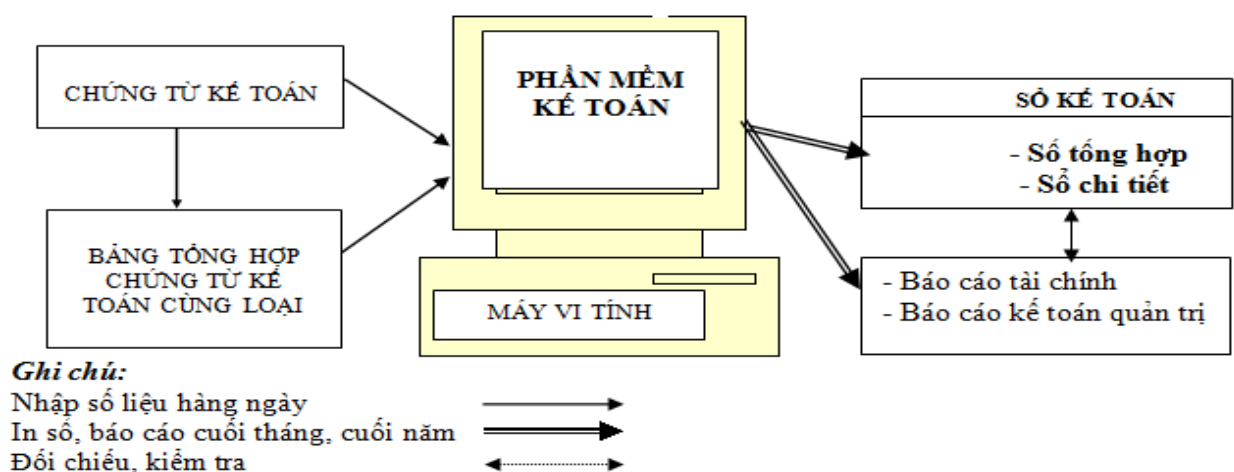 CHỨNG TỪ KẾ TOÁN
BẢNG TỔNG HỢP
CHỨNG TỪ KẾ
TOÁN CÙNG LOẠI
PHẦN MỀM
KẾ TOÁN
MÁY VI TÍNH
SỔ KẾ TOÁN
- Số tổng hợp
- Sổ chi tiết
- Báo cáo tài chính
- Báo cáo kế toán quản trị
Ghi chú:
Nhập số liệu hàng ngày
In số, báo cáo cuối tháng, cuối năm
Đối chiếu, kiểm tra